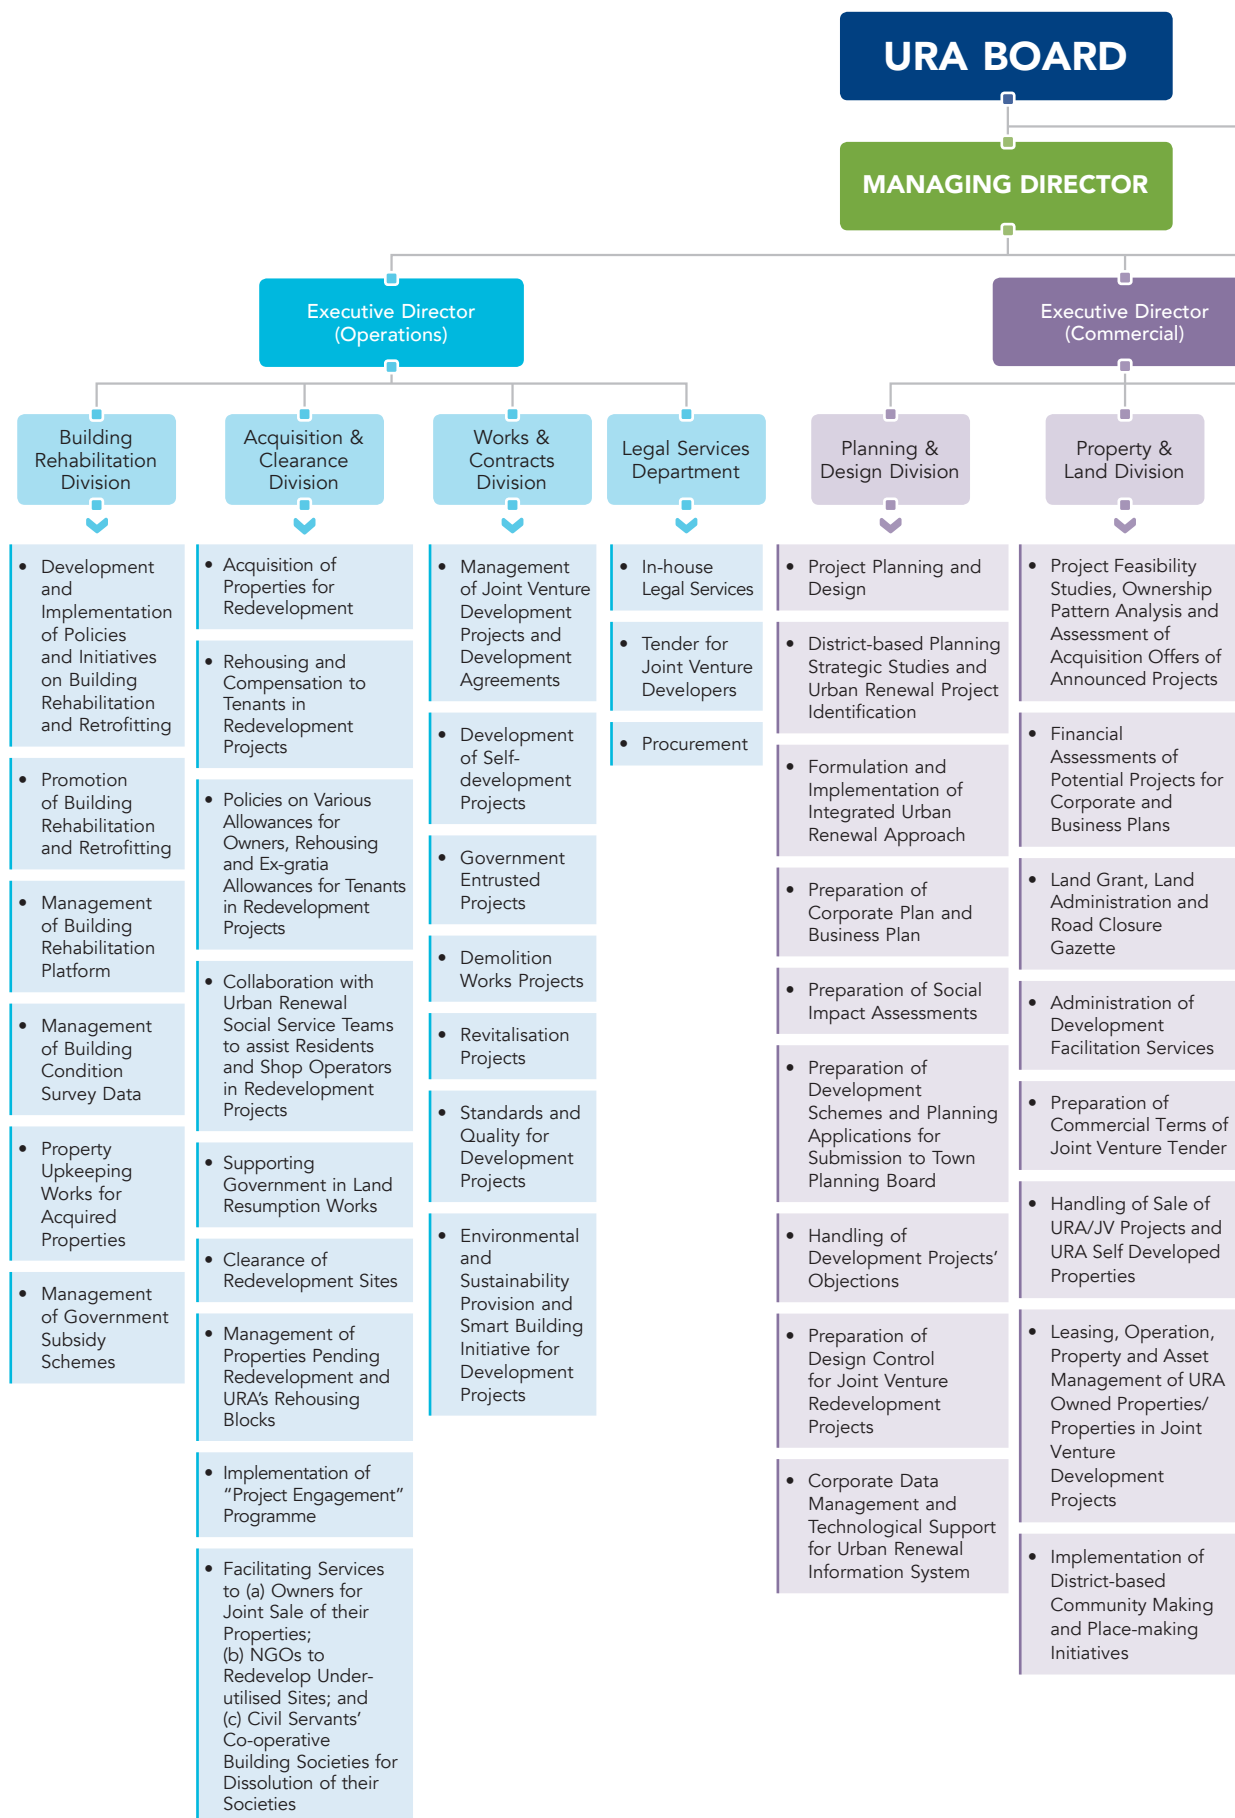 URA BOARD
MANAGING DIRECTOR
Executive Director
(Operations)
Executive Director
(Commercial)
Building
Rehabilitation
Division
Acquisition &
Clearance
Division
Works &
Contracts
Division
Legal Services
Department
Planning &
Design Division
Property &
Land Division
• Development
and
Implementation
of Policies
and Initiatives
on Building
Rehabilitation
and Retrofitting
• Promotion
of Building
Rehabilitation
and Retrofitting
• Management
of Building
Rehabilitation
Platform
• Management
of Building
Condition
Survey Data
• Property
Upkeeping
Works for
Acquired
Properties
• Management
of Government
Subsidy
Schemes
• Acquisition of
Properties for
Redevelopment
• Rehousing and
Compensation to
Tenants in
Redevelopment
Projects
• Policies on Various
Allowances for
Owners, Rehousing
and Ex-gratia
Allowances for Tenants
in Redevelopment
Projects
• Collaboration with
Urban Renewal
Social Service Teams
to assist Residents
and Shop Operators
in Redevelopment
Projects
• Supporting
Government in Land
Resumption Works
• Clearance of
Redevelopment Sites
• Management of
Properties Pending
Redevelopment and
URA's Rehousing
Blocks
• Implementation of
“Project Engagement”
Programme
• Facilitating Services
to (a) Owners for
Joint Sale of their
Properties;
(b) NGOs to
Redevelop Under-
utilised Sites; and
(c) Civil Servants’
Co-operative
Building Societies for
Dissolution of their
Societies
• Management
of Joint Venture
Development
Projects and
Development
Agreements
• Development
of Self-
development
Projects
• Government
Entrusted
Projects
• Demolition
Works Projects
• Revitalisation
Projects
• Standards and
Quality for
Development
Projects
• Environmental
and
Sustainability
Provision and
Smart Building
Initiative for
Development
Projects
• In-house
Legal Services
• Tender for
Joint Venture
Developers
• Procurement
• Project Planning and
Design
• District-based Planning
Strategic Studies and
Urban Renewal Project
Identification
• Formulation and
Implementation of
Integrated Urban
Renewal Approach
• Preparation of
Corporate Plan and
Business Plan
• Preparation of Social
Impact Assessments
• Preparation of
Development
Schemes and Planning
Applications for
Submission to Town
Planning Board
• Handling of
Development Projects’
Objections
• Preparation of
Design Control
for Joint Venture
Redevelopment
Projects
• Corporate Data
Management and
Technological Support
for Urban Renewal
Information System
• Project Feasibility
Studies, Ownership
Pattern Analysis and
Assessment of
Acquisition Offers of
Announced Projects
• Financial
Assessments of
Potential Projects for
Corporate and
Business Plans
• Land Grant, Land
Administration and
Road Closure
Gazette
• Administration of
Development
Facilitation Services
• Preparation of
Commercial Terms of
Joint Venture Tender
• Handling of Sale of
URA/JV Projects and
URA Self Developed
Properties
• Leasing, Operation,
Property and Asset
Management of URA
Owned Properties/
Properties in Joint
Venture
Development
Projects
• Implementation of
District-based
Community Making
and Place-making
Initiatives